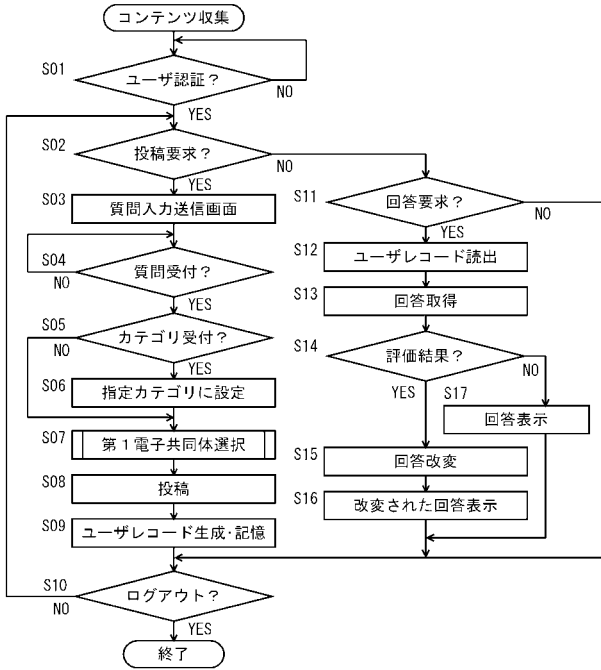 コンテンツ収集
S01
ユーザ認証？
NO
YES
S02
投稿要求？
NO
YES
S03
質問入力送信画面
S04
質問受付？
NO
YES
S05
カテゴリ受付？
NO
YES
S06
指定カテゴリに設定
S07
第１電子共同体選択
S08
投稿
S09
ユーザレコード生成・記憶
S10
ログアウト？
NO
YES
終了
S11
回答要求？
NO
YES
S12
ユーザレコード読出
S13
回答取得
S14
評価結果？
NO
YES
S17
回答表示
S15
回答改変
S16
改変された回答表示